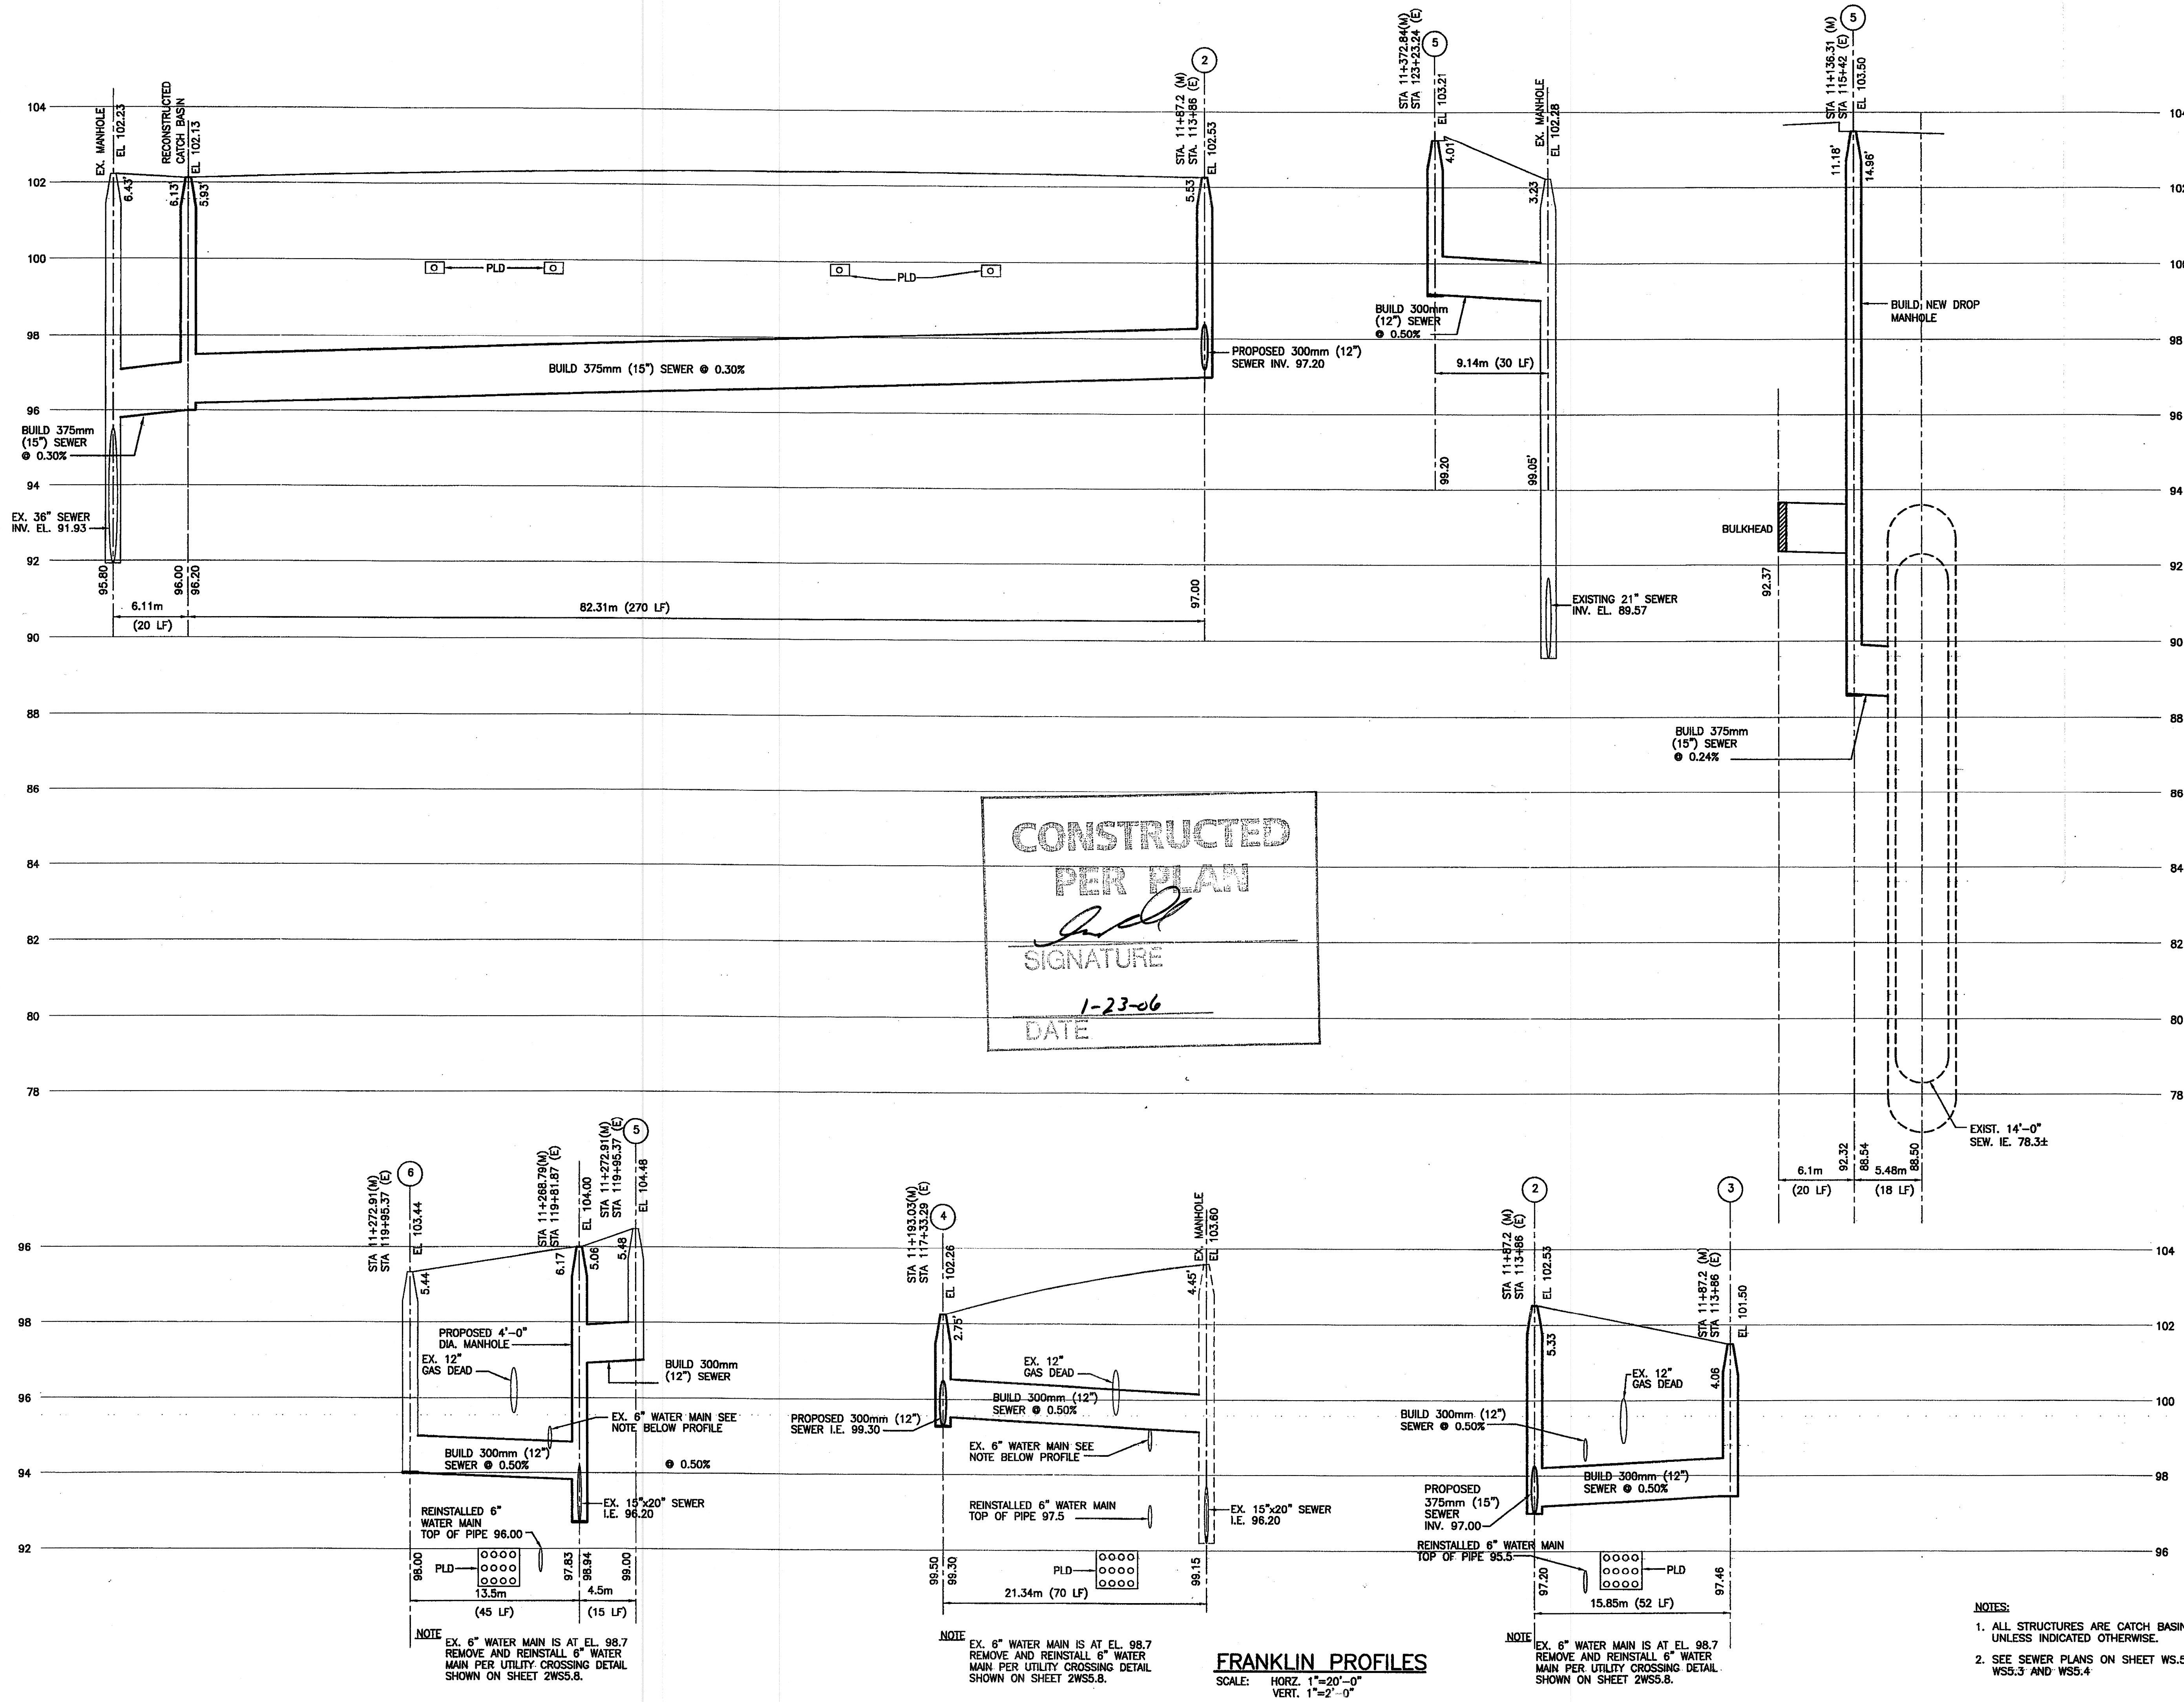 EX. MANHOLE
EL 102.23
6.43'
RECONSTRUCTED
CATCH BASIN
EL 102.13
6.13'
5.93'
2
STA. 11+87.2 (M)
STA. 113+86 (E)
EL 102.53
5.53
5
STA 11+372.84(M)
STA 123+23.24 (E)
EL 103.21
4.01'
EX. MANHOLE
EL 102.28
3.23
5
STA 11+136.31 (M)
STA 115+42 (E)
EL 103.50
11.18'
14.96'
104
102
100
98
96
94
92
90
88
86
84
82
80
78
98
96
94
92
90
88
86
84
82
80
78
PLD
PLD
BUILD 375mm (15") SEWER @ 0.30%
BUILD 375mm
(15") SEWER
@ 0.30%
EX. 36" SEWER
INV. EL. 91.93
PROPOSED 300mm (12")
SEWER INV. 97.20
95.80
96.00
96.20
97.00
6.11m
(20 LF)
82.31m (270 LF)
BUILD 300mm
(12") SEWER
@ 0.50%
9.14m (30 LF)
99.20
99.05'
EXISTING 21" SEWER
INV. EL. 89.57
BUILD NEW DROP
MANHOLE
BULKHEAD
92.37
BUILD 375mm
(15") SEWER
@ 0.24%
EXIST. 14'-0"
SEW. IE. 78.3±
92.32
88.54
88.50
6.1m
(20 LF)
5.48m
(18 LF)
CONSTRUCTED
PER PLAN
SIGNATURE
1-23-06
DATE
6
STA 11+272.91(M)
STA 119+95.37 (E)
EL 103.44
5.44
STA 11+268.79(M)
STA 119+81.87 (E)
EL 104.00
6.17
5.06
5
STA 11+272.91(M)
STA 119+95.37 (E)
EL 104.48
5.48
96
98
96
94
92
PROPOSED 4'-0"
DIA. MANHOLE
EX. 12"
GAS DEAD
BUILD 300mm
(12") SEWER
EX. 6" WATER MAIN SEE
NOTE BELOW PROFILE
BUILD 300mm (12")
SEWER @ 0.50%
@ 0.50%
EX. 15"x20" SEWER
I.E. 96.20
REINSTALLED 6"
WATER MAIN
TOP OF PIPE 96.00
PLD
98.00
97.83
98.94
99.00
13.5m
(45 LF)
4.5m
(15 LF)
NOTE
EX. 6" WATER MAIN IS AT EL. 98.7
REMOVE AND REINSTALL 6" WATER
MAIN PER UTILITY CROSSING DETAIL
SHOWN ON SHEET 2WS5.8.
4
STA 11+193.03(M)
STA 117+33.29 (E)
EL 102.26
2.75'
EX. MANHOLE
EL 103.60
4.45'
EX. 12"
GAS DEAD
BUILD 300mm (12")
SEWER @ 0.50%
PROPOSED 300mm (12")
SEWER I.E. 99.30
EX. 6" WATER MAIN SEE
NOTE BELOW PROFILE
REINSTALLED 6" WATER MAIN
TOP OF PIPE 97.5
EX. 15"x20" SEWER
I.E. 96.20
PLD
99.50
99.30
99.15
21.34m (70 LF)
NOTE
EX. 6" WATER MAIN IS AT EL. 98.7
REMOVE AND REINSTALL 6" WATER
MAIN PER UTILITY CROSSING DETAIL
SHOWN ON SHEET 2WS5.8.
2
STA 11+87.2 (M)
STA 113+86 (E)
EL 102.53
5.33
3
STA 11+87.2 (M)
STA 113+86 (E)
EL 101.50
4.06
104
102
100
98
96
EX. 12"
GAS DEAD
BUILD 300mm (12")
SEWER @ 0.50%
BUILD 300mm (12")
SEWER @ 0.50%
PROPOSED
375mm (15")
SEWER
INV. 97.00
REINSTALLED 6" WATER MAIN
TOP OF PIPE 95.5
PLD
97.20
97.46
15.85m (52 LF)
NOTE
EX. 6" WATER MAIN IS AT EL. 98.7
REMOVE AND REINSTALL 6" WATER
MAIN PER UTILITY CROSSING DETAIL
SHOWN ON SHEET 2WS5.8.
FRANKLIN PROFILES
SCALE: HORZ. 1"=20'-0"
VERT. 1"=2'-0"
NOTES:
1. ALL STRUCTURES ARE CATCH BASIN
UNLESS INDICATED OTHERWISE.
2. SEE SEWER PLANS ON SHEET WS.5
WS5.3 AND WS5.4